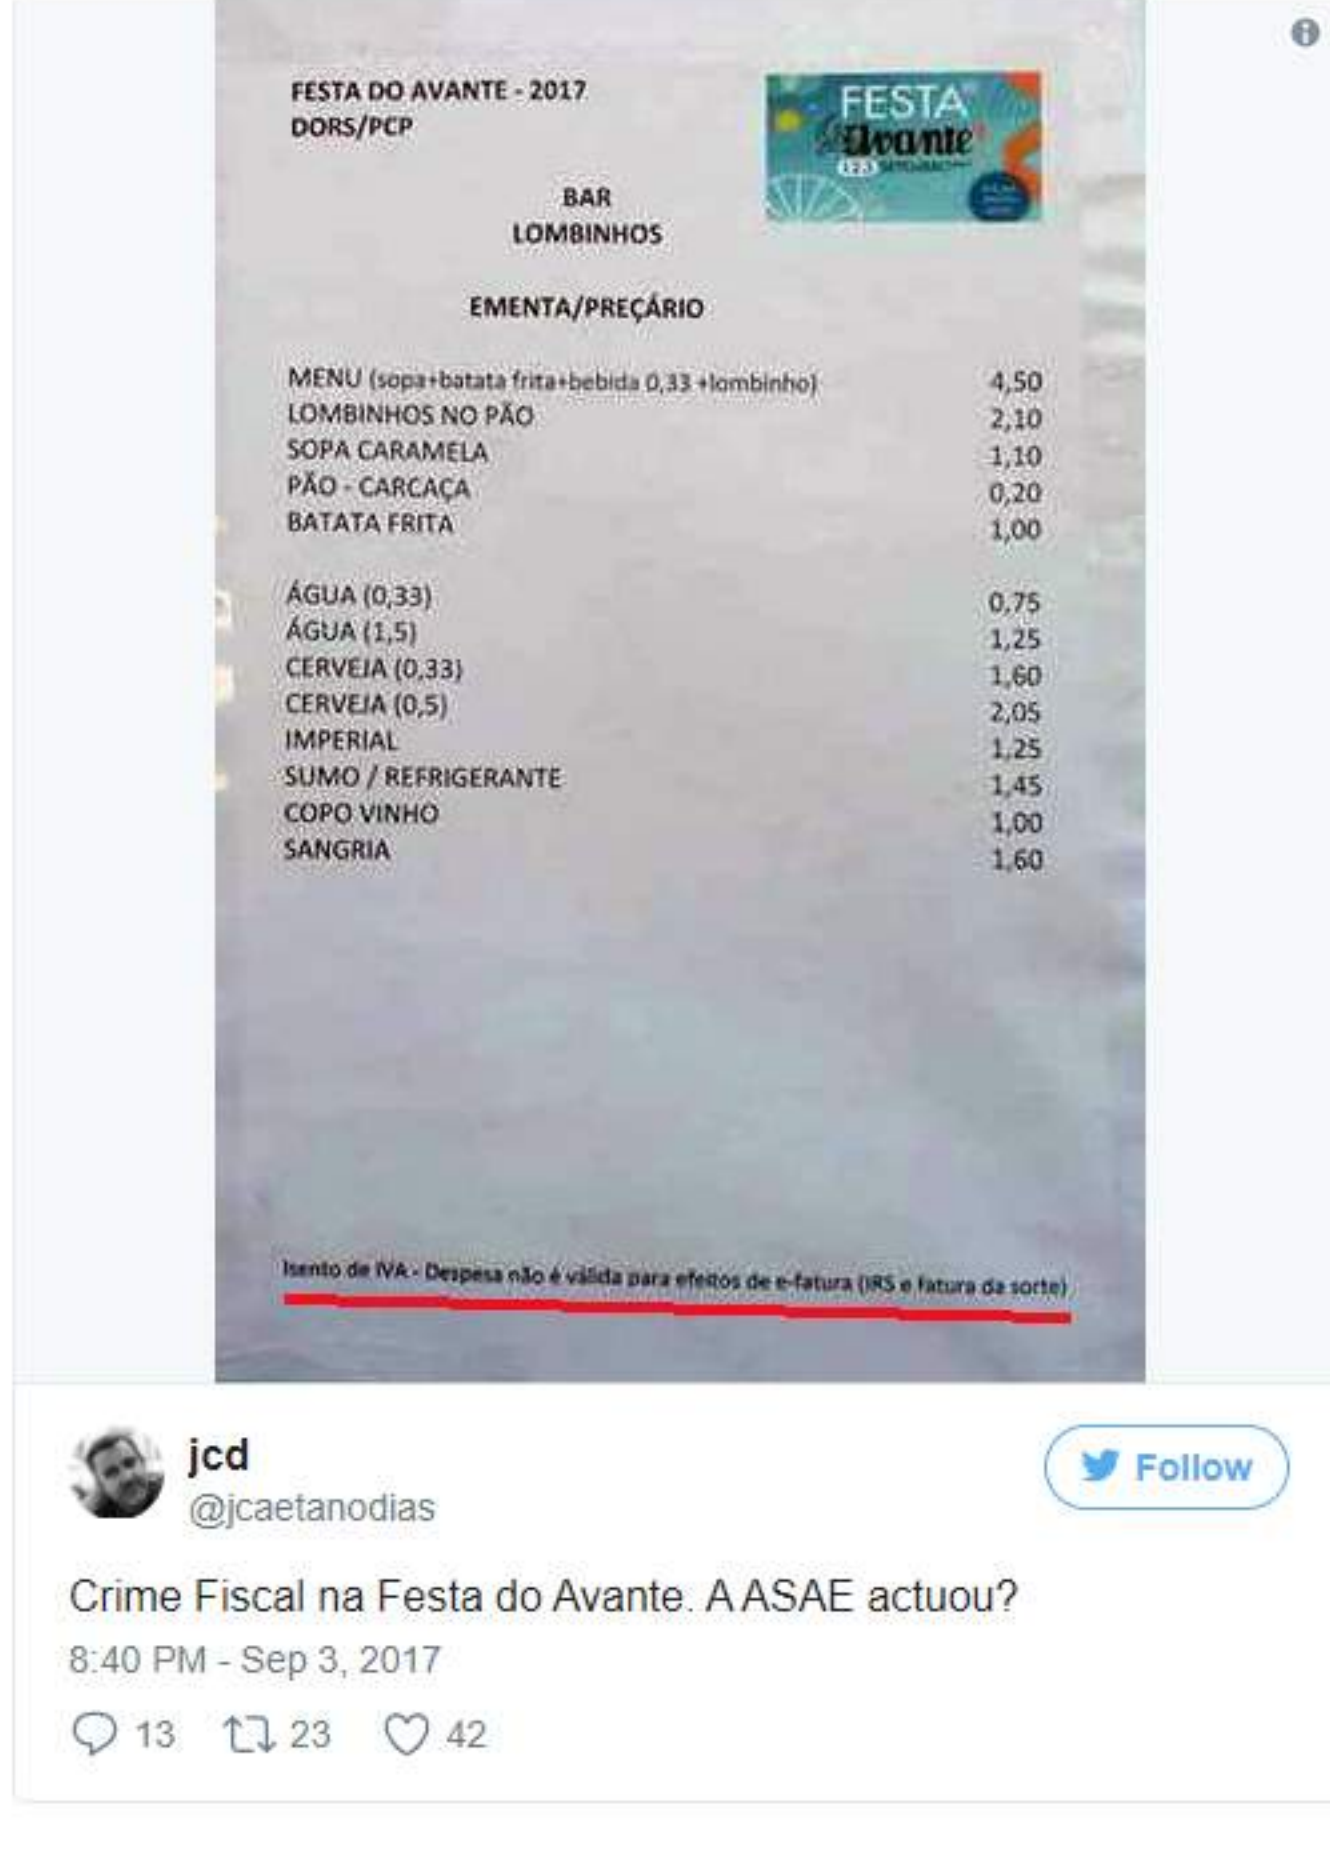 FESTA DO AVANTE - 2017
DORS/PCP
FESTA
do Avante!
1.2.3 SETEMBRO
BAR
LOMBINHOS
EMENTA/PREÇÁRIO
MENU (sopa+batata frita+bebida 0,33 +lombinho) 4,50
LOMBINHOS NO PÃO 2,10
SOPA CARAMELA 1,10
PÃO - CARCAÇA 0,20
BATATA FRITA 1,00
ÁGUA (0,33) 0,75
ÁGUA (1,5) 1,25
CERVEJA (0,33) 1,60
CERVEJA (0,5) 2,05
IMPERIAL 1,25
SUMO / REFRIGERANTE 1,45
COPO VINHO 1,00
SANGRIA 1,60
Isento de IVA - Despesa não é válida para efeitos de e-fatura (IRS e fatura da sorte)
jcd
@jcaetanodias
Follow
Crime Fiscal na Festa do Avante. A ASAE actuou?
8:40 PM - Sep 3, 2017
13 23 42